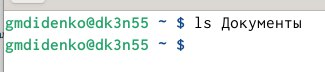 gmdidenko@dk3n55 ~ $ ls Документы
gmdidenko@dk3n55 ~ $